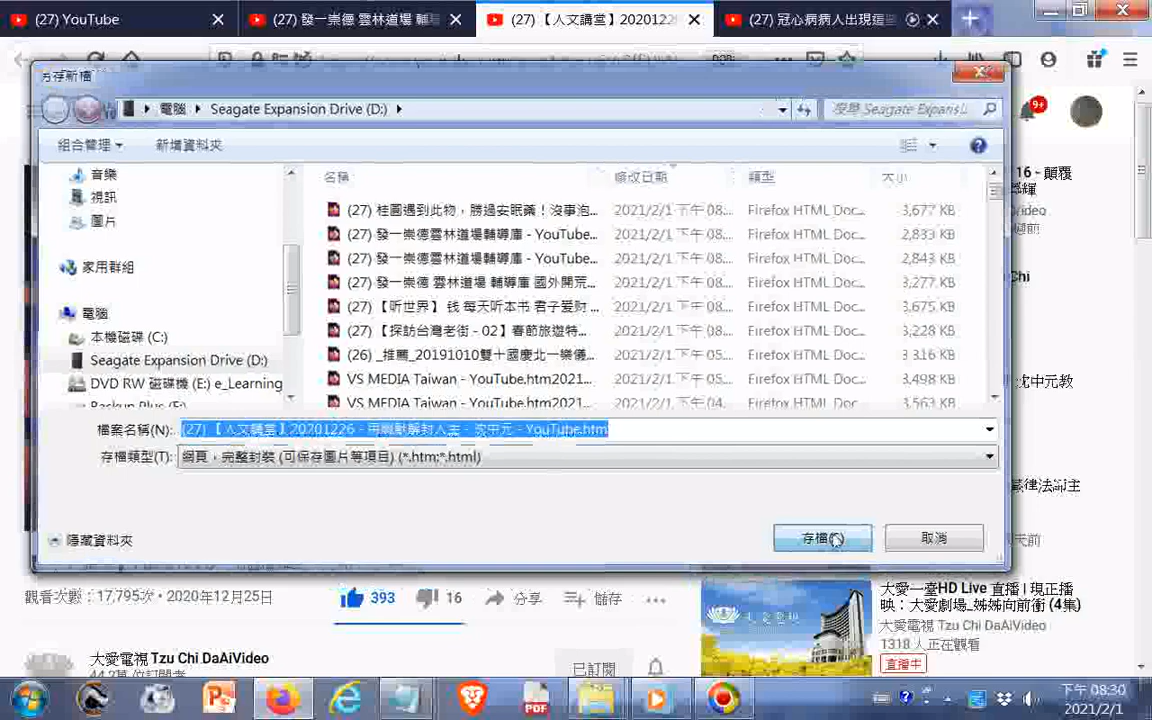 (27) YouTube
(27) 發一崇德 雲林道場 輔導
(27) 【人文講堂】2020122
(27) 冠心病病人出現這
另存新檔
電腦 Seagate Expansion Drive (D:)
搜尋 Seagate Expansi...
組合管理 新增資料夾
音樂
視訊
圖片
家用群組
電腦
本機磁碟 (C:)
Seagate Expansion Drive (D:)
DVD RW 磁碟機 (E:) e_Learning
Backup Plus (F:)
名稱 修改日期 類型 大小
(27) 桂圓遇到此物，勝過安眠藥！沒事泡... 2021/2/1 下午 08... Firefox HTML Doc... 3,677 KB
(27) 發一崇德雲林道場輔導庫 - YouTube... 2021/2/1 下午 08... Firefox HTML Doc... 2,833 KB
(27) 發一崇德雲林道場輔導庫 - YouTube... 2021/2/1 下午 08... Firefox HTML Doc... 2,843 KB
(27) 發一崇德 雲林道場 輔導庫 國外開荒... 2021/2/1 下午 08... Firefox HTML Doc... 3,277 KB
(27) 【听世界】 钱 每天听本书 君子爱财... 2021/2/1 下午 08... Firefox HTML Doc... 3,675 KB
(27) 【探訪台灣老街 - 02】春節旅遊特... 2021/2/1 下午 08... Firefox HTML Doc... 3,228 KB
(26) _推薦_20191010雙十國慶北一樂儀... 2021/2/1 下午 05... Firefox HTML Doc... 3,316 KB
VS MEDIA Taiwan - YouTube.htm2021... 2021/2/1 下午 05... Firefox HTML Doc... 3,498 KB
VS MEDIA Taiwan - YouTube.htm2021... 2021/2/1 下午 05... Firefox HTML Doc... 3,563 KB
檔案名稱(N): (27) 【人文講堂】20201226 - 用幽默解封人生 - 沈中元 - YouTube.htm
存檔類型(T): 網頁，完整封裝 (可保存圖片等項目) (*.htm;*.html)
隱藏資料夾
存檔(S) 取消
9+
16 - 顛覆
Chi
沈中元教
天前
觀看次數：17,795次 • 2020年12月25日
393 16 分享 儲存
大愛電視 Tzu Chi DaAiVideo
已訂閱
大愛電視
大愛一臺HD Live 直播 | 現正播
映：大愛劇場_姊姊向前衝 (4集)
大愛電視 Tzu Chi DaAiVideo
1318 人正在觀看
直播中
PDF
下午 08:30
2021/2/1